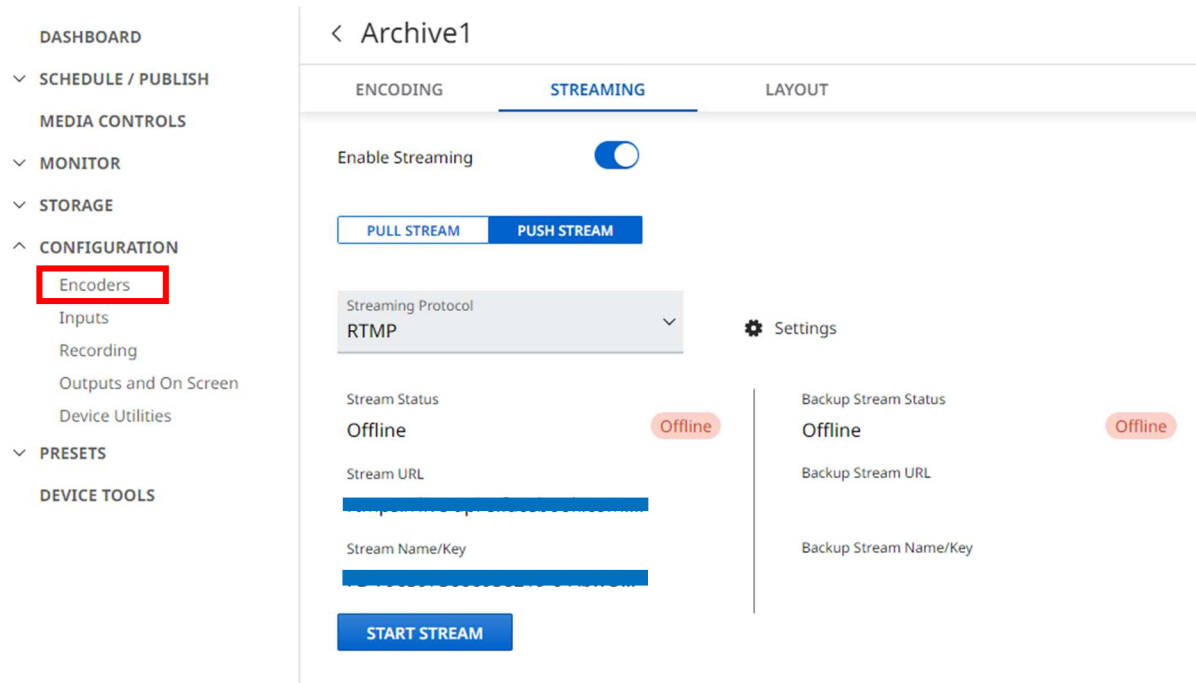 DASHBOARD
SCHEDULE / PUBLISH
MEDIA CONTROLS
MONITOR
STORAGE
CONFIGURATION
Encoders
Inputs
Recording
Outputs and On Screen
Device Utilities
PRESETS
DEVICE TOOLS
Archive1
ENCODING STREAMING LAYOUT
Enable Streaming
PULL STREAM PUSH STREAM
Streaming Protocol
RTMP
Settings
Stream Status
Offline Offline
Stream URL
Stream Name/Key
START STREAM
Backup Stream Status
Offline Offline
Backup Stream URL
Backup Stream Name/Key